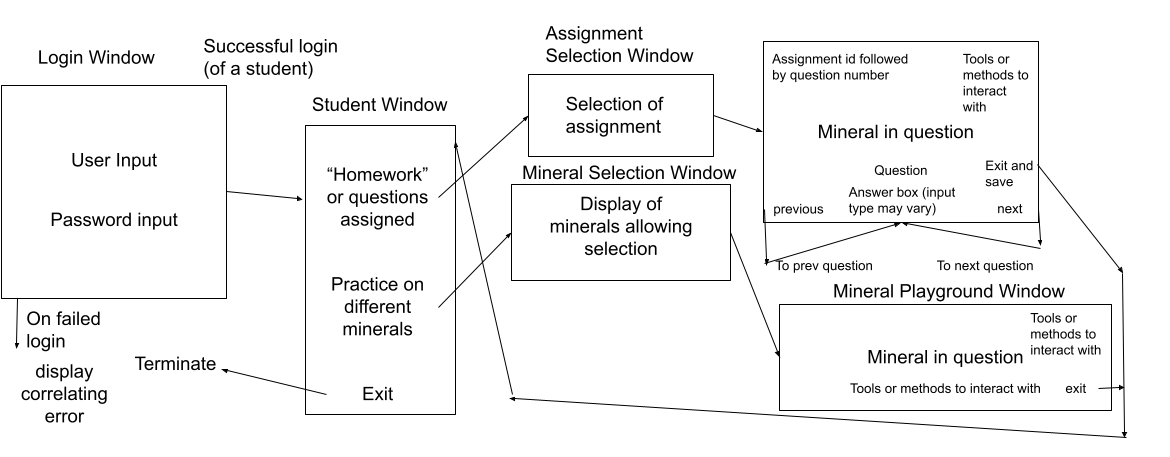 Login Window
User Input
Password input
On failed
login
display
correlating
error
Successful login
(of a student)
Student Window
“Homework”
or questions
assigned
Practice on
different
minerals
Exit
Terminate
Assignment
Selection Window
Selection of
assignment
Mineral Selection Window
Display of
minerals allowing
selection
Assignment id followed
by question number
Tools or
methods to
interact
with
Mineral in question
Question
Answer box (input
type may vary)
Exit and
save
previous
next
To prev question
To next question
Mineral Playground Window
Tools or
methods to
interact with
Mineral in question
Tools or methods to interact with
exit